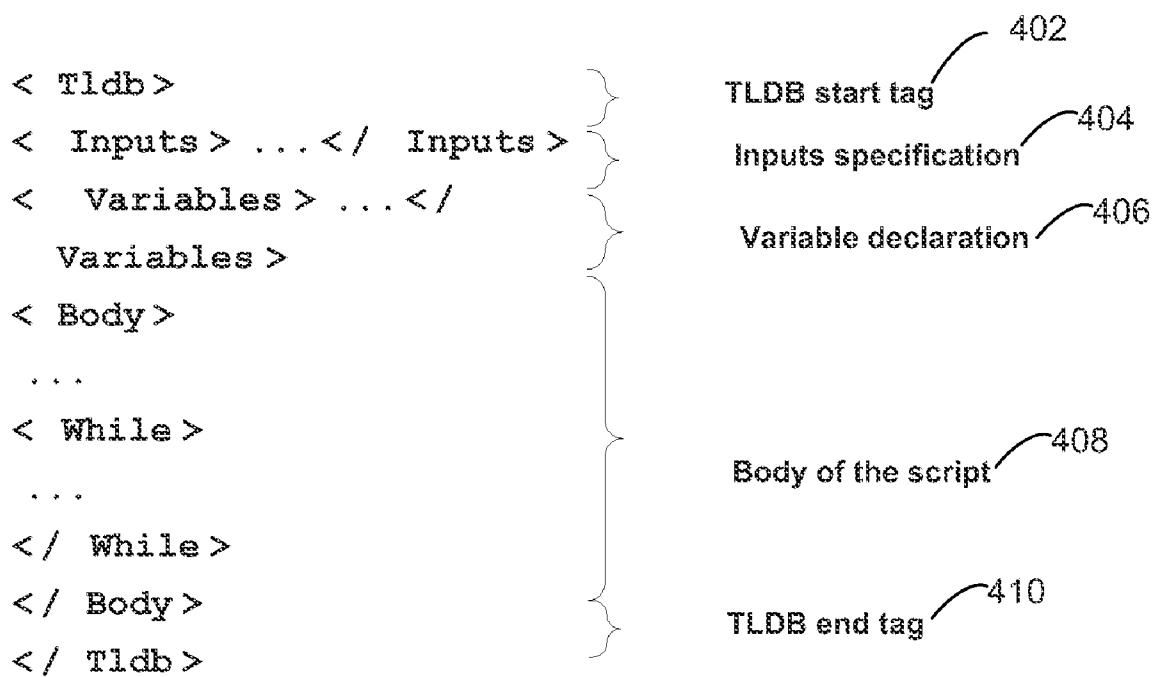 402
< Tldb >
TLDB start tag
404
< Inputs > ... </ Inputs >
Inputs specification
< Variables > ... </
406
Variable declaration
Variables >
< Body >
...
< While >
408
Body of the script
...
</ While >
410
</ Body >
TLDB end tag
</ Tldb >